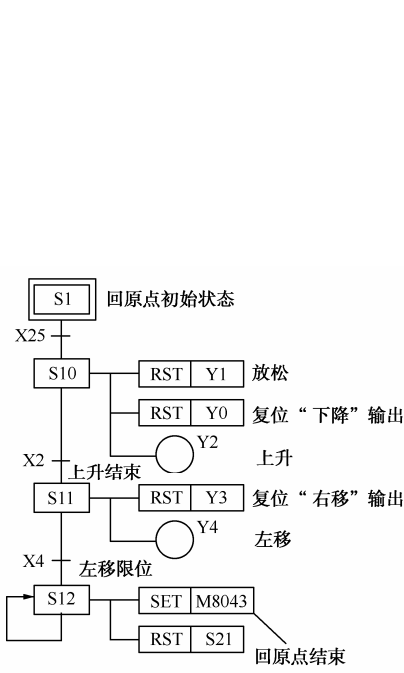 S1 回原点初始状态
X25
S10 RST Y1 放松
RST Y0 复位“下降”输出
Y2
上升
X2 上升结束
S11 RST Y3 复位“右移”输出
Y4
左移
X4 左移限位
S12 SET M8043
RST S21
回原点结束